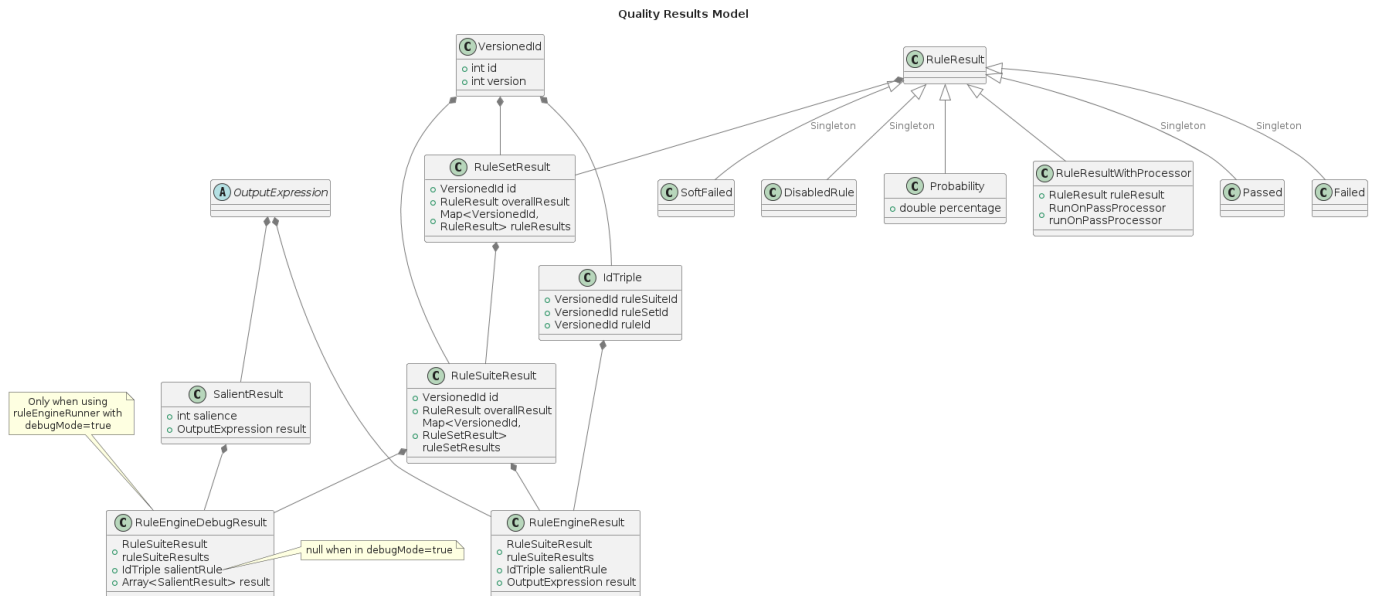 Quality Results Model
C VersionedId
int id
int version
C RuleResult
Singleton
Singleton
Singleton
Singleton
C RuleSetResult
VersionedId id
RuleResult overallResult
Map<VersionedId,
RuleResult> ruleResults
A OutputExpression
C SoftFailed
C DisabledRule
C Probability
double percentage
C RuleResultWithProcessor
RuleResult ruleResult
RunOnPassProcessor
runOnPassProcessor
C Passed
C Failed
C IdTriple
VersionedId ruleSuiteId
VersionedId ruleSetId
VersionedId ruleId
C RuleSuiteResult
VersionedId id
RuleResult overallResult
Map<VersionedId,
RuleSetResult>
ruleSetResults
C SalientResult
int salience
OutputExpression result
Only when using
ruleEngineRunner with
debugMode=true
C RuleEngineDebugResult
RuleSuiteResult
ruleSuiteResults
IdTriple salientRule
Array<SalientResult> result
null when in debugMode=true
C RuleEngineResult
RuleSuiteResult
ruleSuiteResults
IdTriple salientRule
OutputExpression result